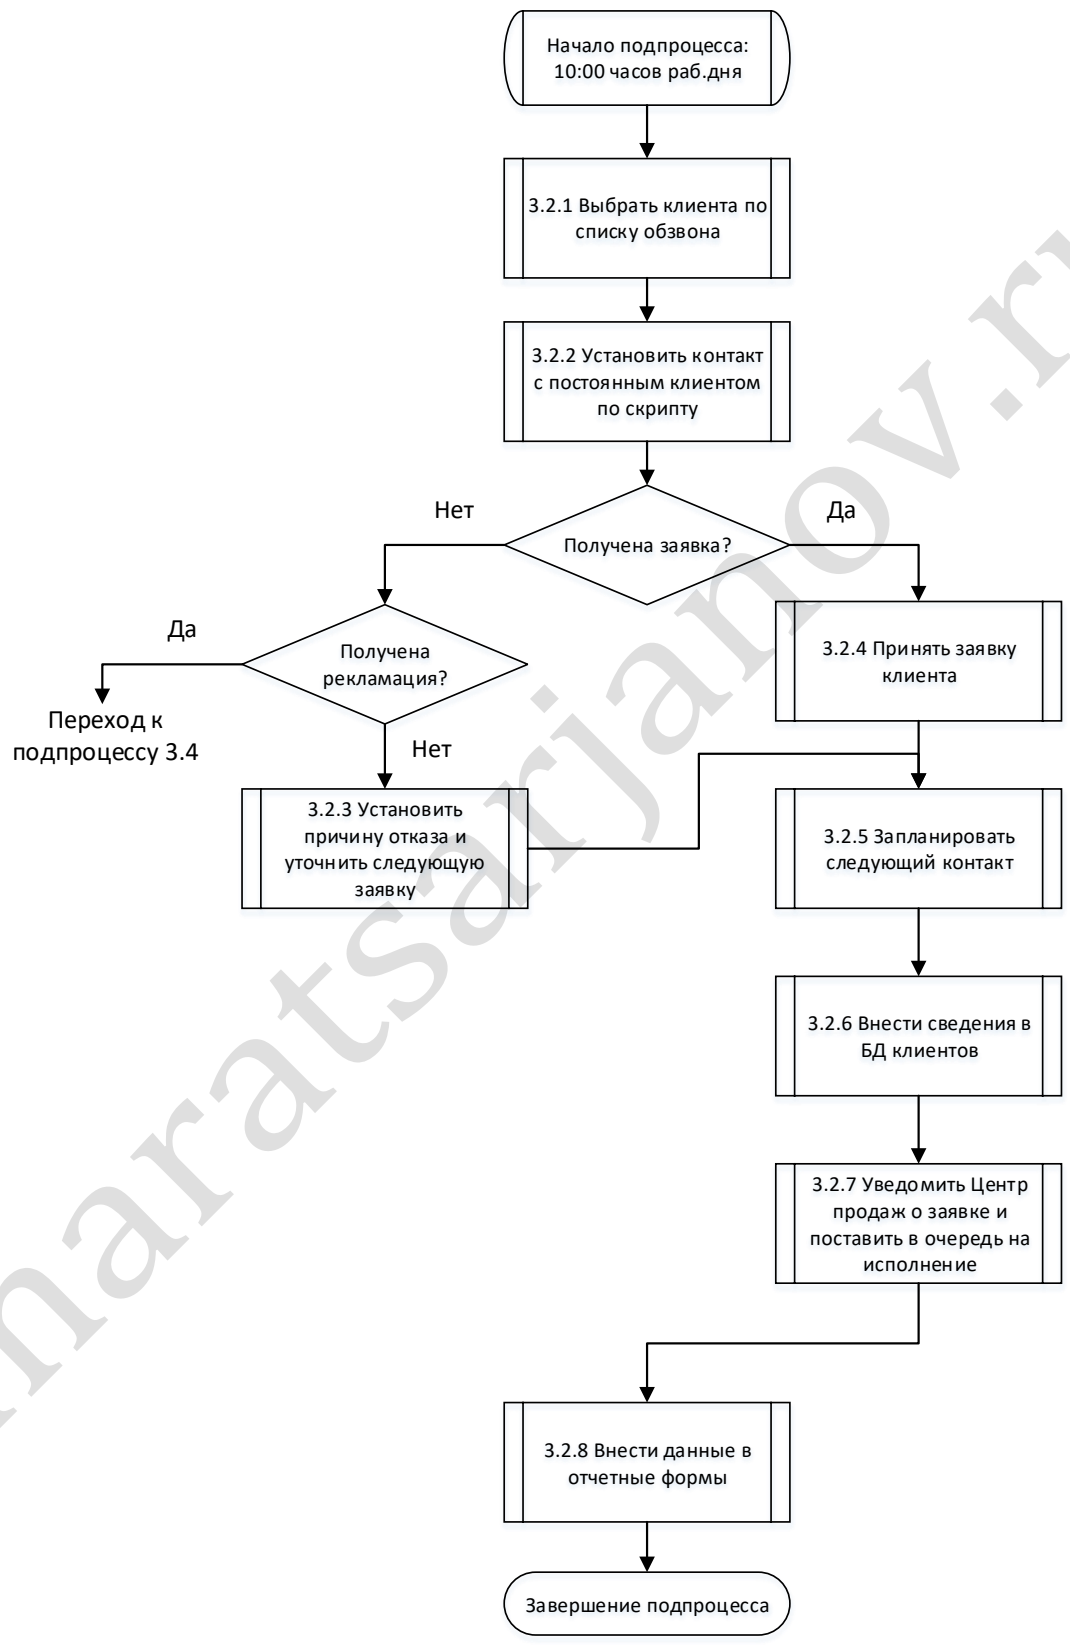 Начало подпроцесса:
10:00 часов раб.дня
3.2.1 Выбрать клиента по
списку обзвона
3.2.2 Установить контакт
с постоянным клиентом
по скрипту
Получена заявка?
Нет
Да
Получена
рекламация?
Да
Переход к
подпроцессу 3.4
Нет
3.2.3 Установить
причину отказа и
уточнить следующую
заявку
3.2.4 Принять заявку
клиента
3.2.5 Запланировать
следующий контакт
3.2.6 Внести сведения в
БД клиентов
3.2.7 Уведомить Центр
продаж о заявке и
поставить в очередь на
исполнение
3.2.8 Внести данные в
отчетные формы
Завершение подпроцесса
maratsarjanov.ru